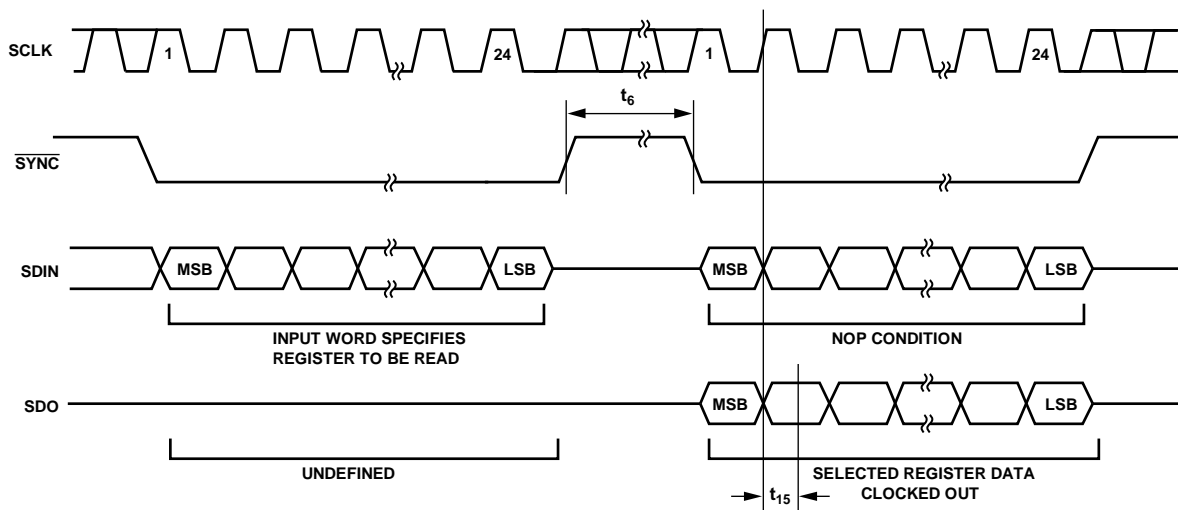 SCLK
1
24
1
24
t6
SYNC
SDIN
MSB
LSB
MSB
LSB
INPUT WORD SPECIFIES
REGISTER TO BE READ
NOP CONDITION
SDO
MSB
LSB
UNDEFINED
SELECTED REGISTER DATA
CLOCKED OUT
t15